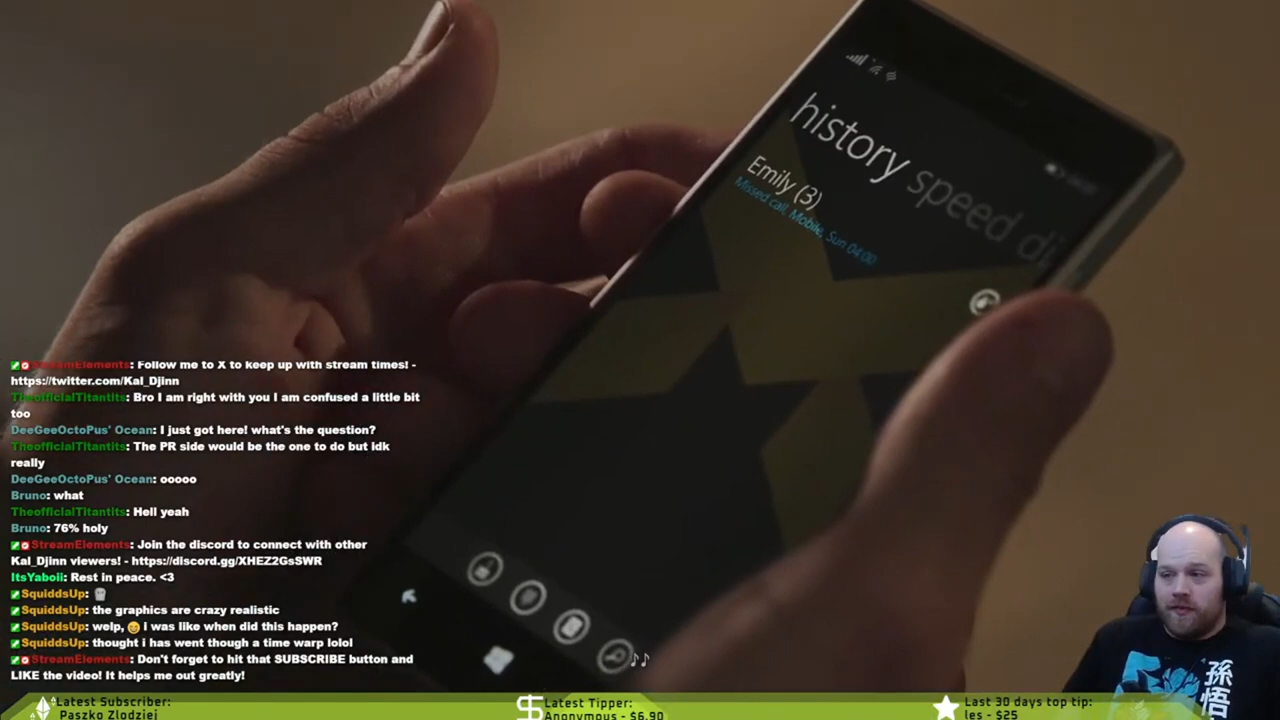 history speed di
Emily (3)
Missed call, Mobile, Sun 04:00
StreamElements: Follow me to X to keep up with stream times! -
https://twitter.com/Kal_Djinn
TheofficialTitantits: Bro I am right with you I am confused a little bit
too
DeeGeeOctoPus' Ocean: I just got here! what's the question?
TheofficialTitantits: The PR side would be the one to do but idk
really
DeeGeeOctoPus' Ocean: ooooo
Bruno: what
TheofficialTitantits: Hell yeah
Bruno: 76% holy
StreamElements: Join the discord to connect with other
Kal_Djinn viewers! - https://discord.gg/XHEZ2GsSWR
ItsYaboii: Rest in peace. <3
SquiddsUp:
SquiddsUp: the graphics are crazy realistic
SquiddsUp: welp, 😆 i was like when did this happen?
SquiddsUp: thought i has went though a time warp lolol
StreamElements: Don't forget to hit that SUBSCRIBE button and
LIKE the video! It helps me out greatly!
♪♪
孫
悟
Latest Subscriber:
Paszko Zlodziej
Latest Tipper:
Anonymous - $6.90
Last 30 days top tip:
les - $25